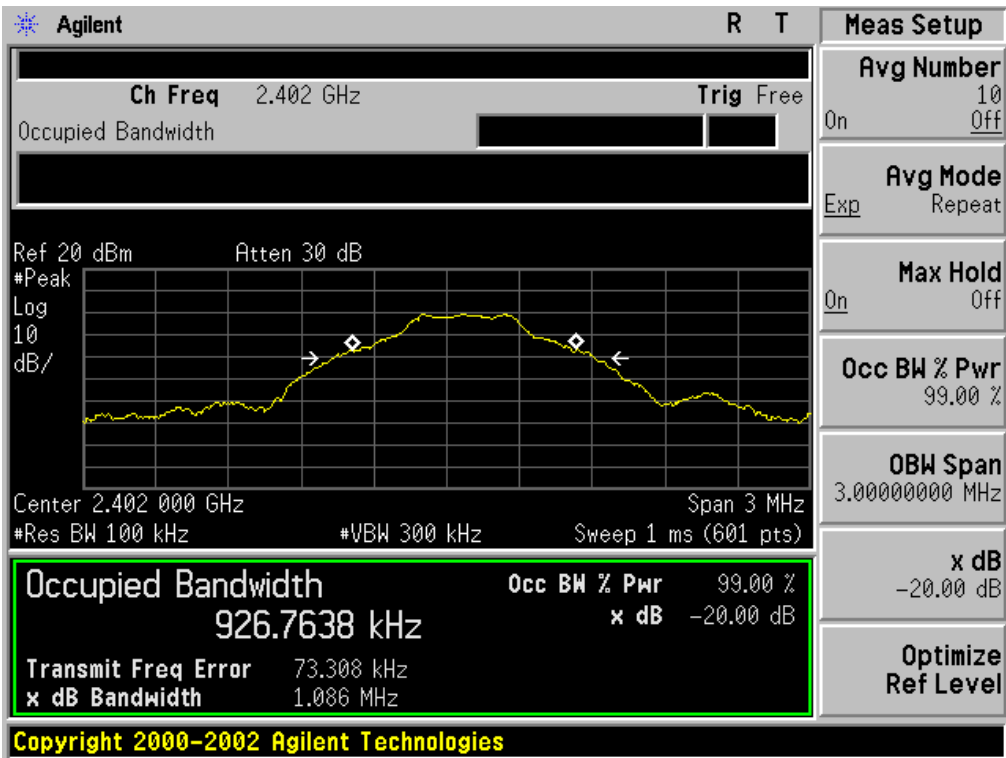 Agilent R T
Ch Freq 2.402 GHz Trig Free
Occupied Bandwidth
Ref 20 dBm Atten 30 dB
#Peak
Log
10
dB/
Center 2.402 000 GHz Span 3 MHz
#Res BW 100 kHz #VBW 300 kHz Sweep 1 ms (601 pts)
Occupied Bandwidth Occ BW % Pwr 99.00 %
926.7638 kHz x dB -20.00 dB
Transmit Freq Error 73.308 kHz
x dB Bandwidth 1.086 MHz
Copyright 2000-2002 Agilent Technologies
Meas Setup
Avg Number
10
On Off
Avg Mode
Exp Repeat
Max Hold
On Off
Occ BW % Pwr
99.00 %
OBW Span
3.00000000 MHz
x dB
-20.00 dB
Optimize
Ref Level